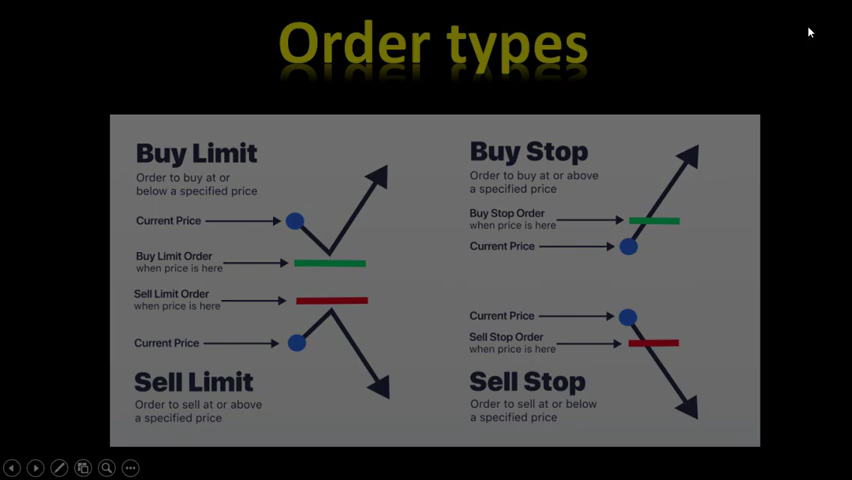 Order types
Buy Limit
Order to buy at or
below a specified price
Current Price
Buy Limit Order
when price is here
Sell Limit Order
when price is here
Current Price
Sell Limit
Order to sell at or above
a specified price
Buy Stop
Order to buy at or above
a specified price
Buy Stop Order
when price is here
Current Price
Current Price
Sell Stop Order
when price is here
Sell Stop
Order to sell at or below
a specified price